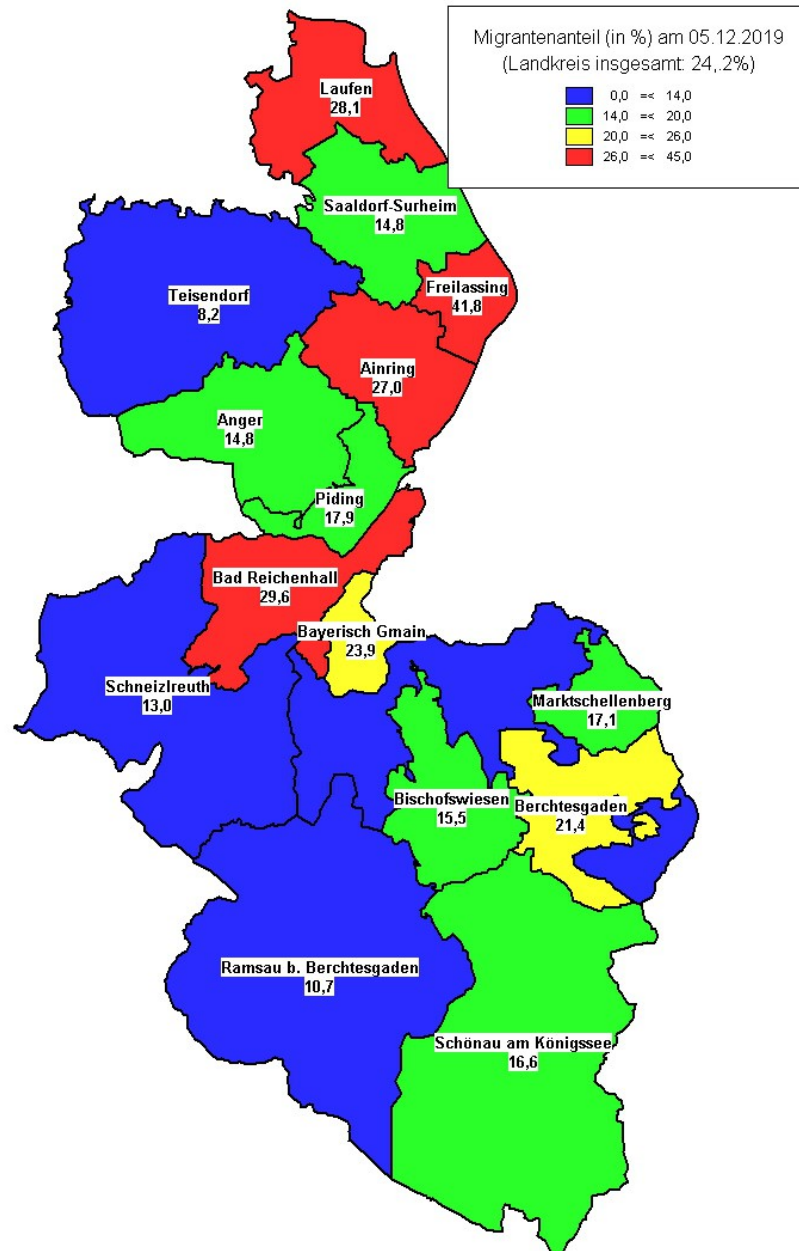 Migrantenanteil (in %) am 05.12.2019
(Landkreis insgesamt: 24,.2%)
0,0 =< 14,0
14,0 =< 20,0
20,0 =< 26,0
26,0 =< 45,0
Laufen
28,1
Saaldorf-Surheim
14,8
Teisendorf
8,2
Freilassing
41,8
Ainring
27,0
Anger
14,8
Piding
17,9
Bad Reichenhall
29,6
Bayerisch Gmain
23,9
Schneizlreuth
13,0
Marktschellenberg
17,1
Bischofswiesen
15,5
Berchtesgaden
21,4
Ramsau b. Berchtesgaden
10,7
Schönau am Königssee
16,6